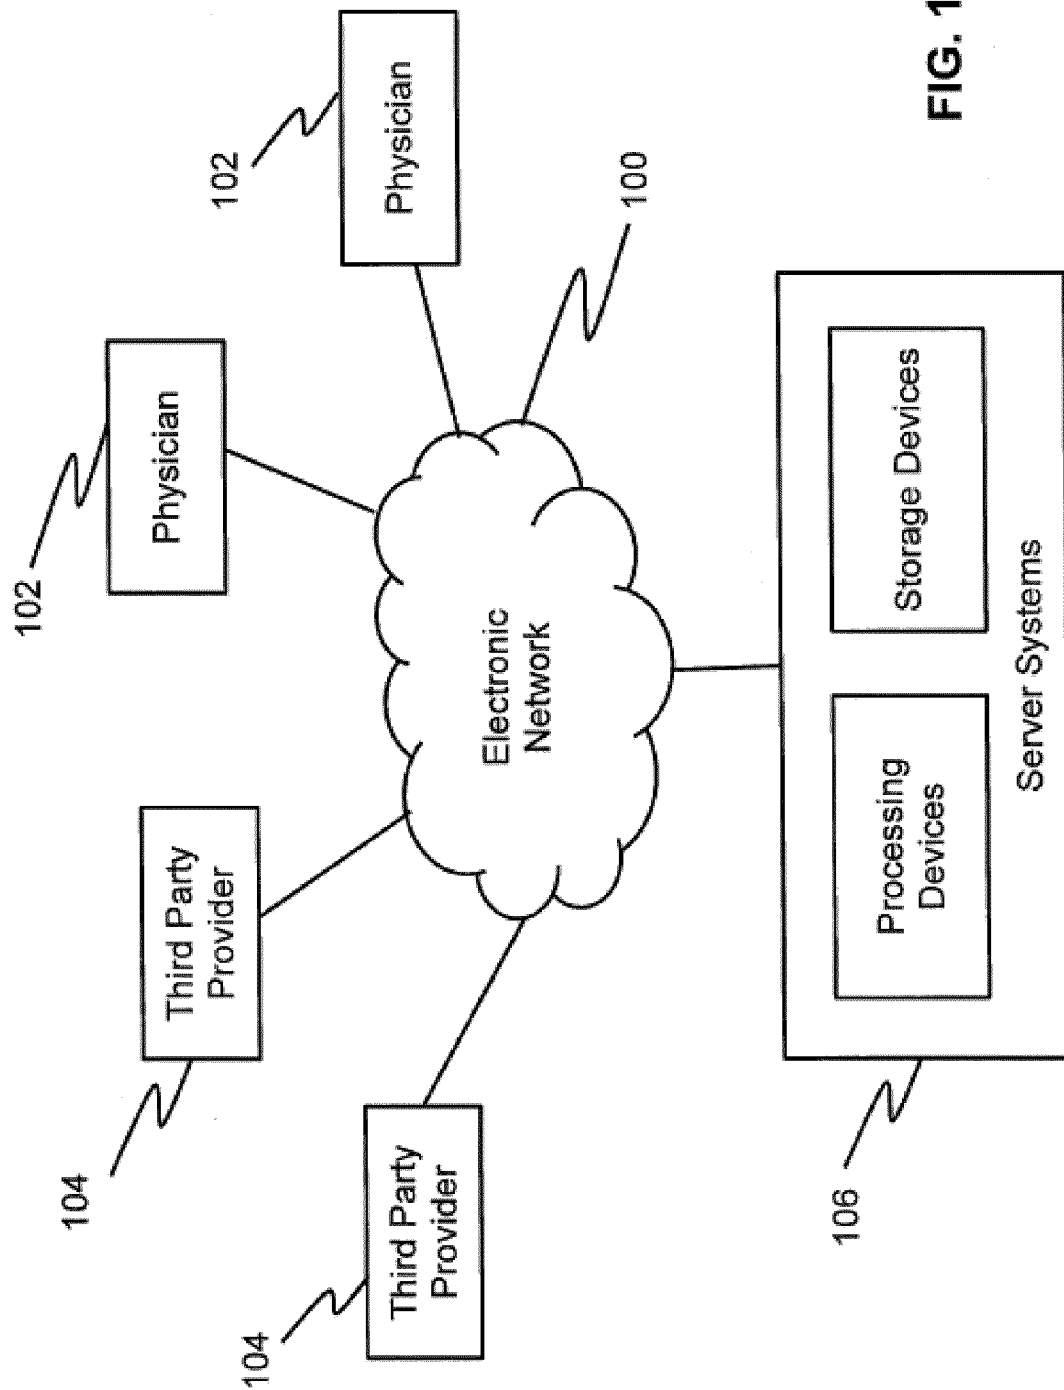 102
104
Physician
Third Party
Provider
102
104
Physician
Third Party
Provider
Electronic
Network
100
106
Processing
Devices
Storage Devices
Server Systems
FIG. 1